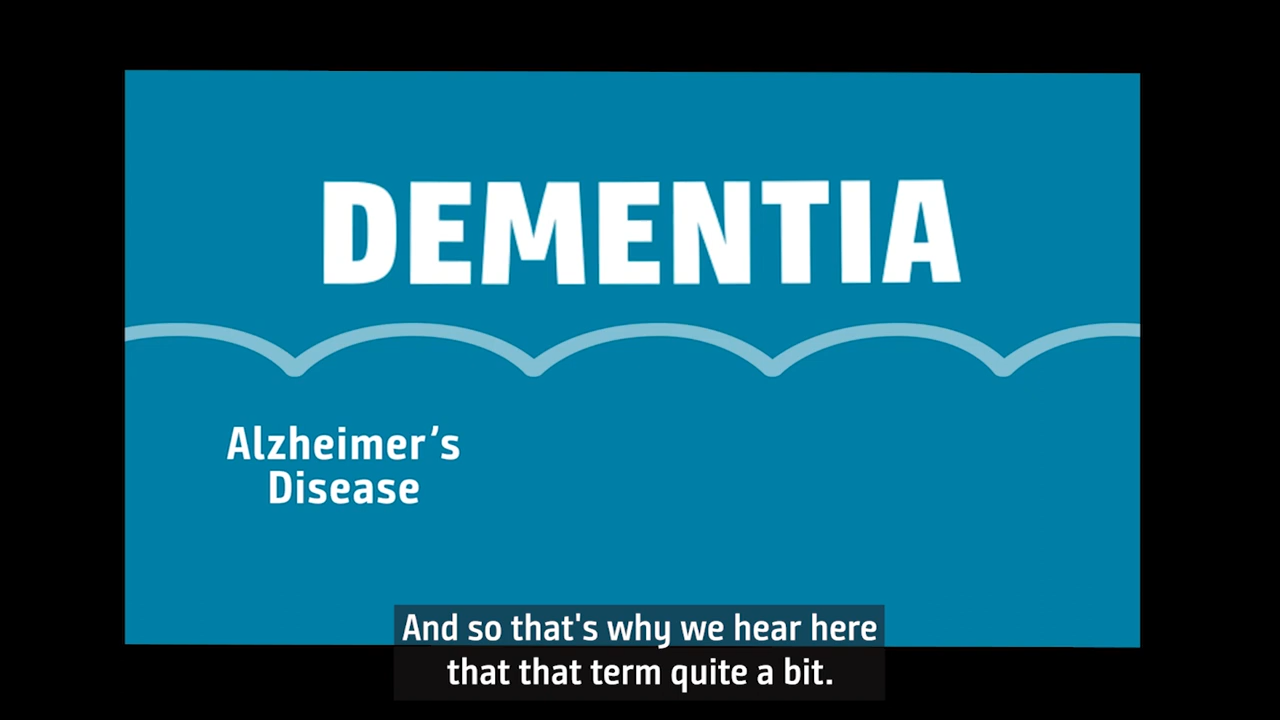 DEMENTIA
Alzheimer's
Disease
And so that's why we hear here
that that term quite a bit.